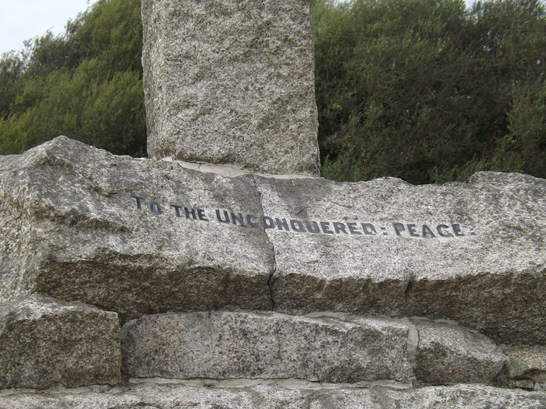 TO THE UNCONQUERED : PEACE.